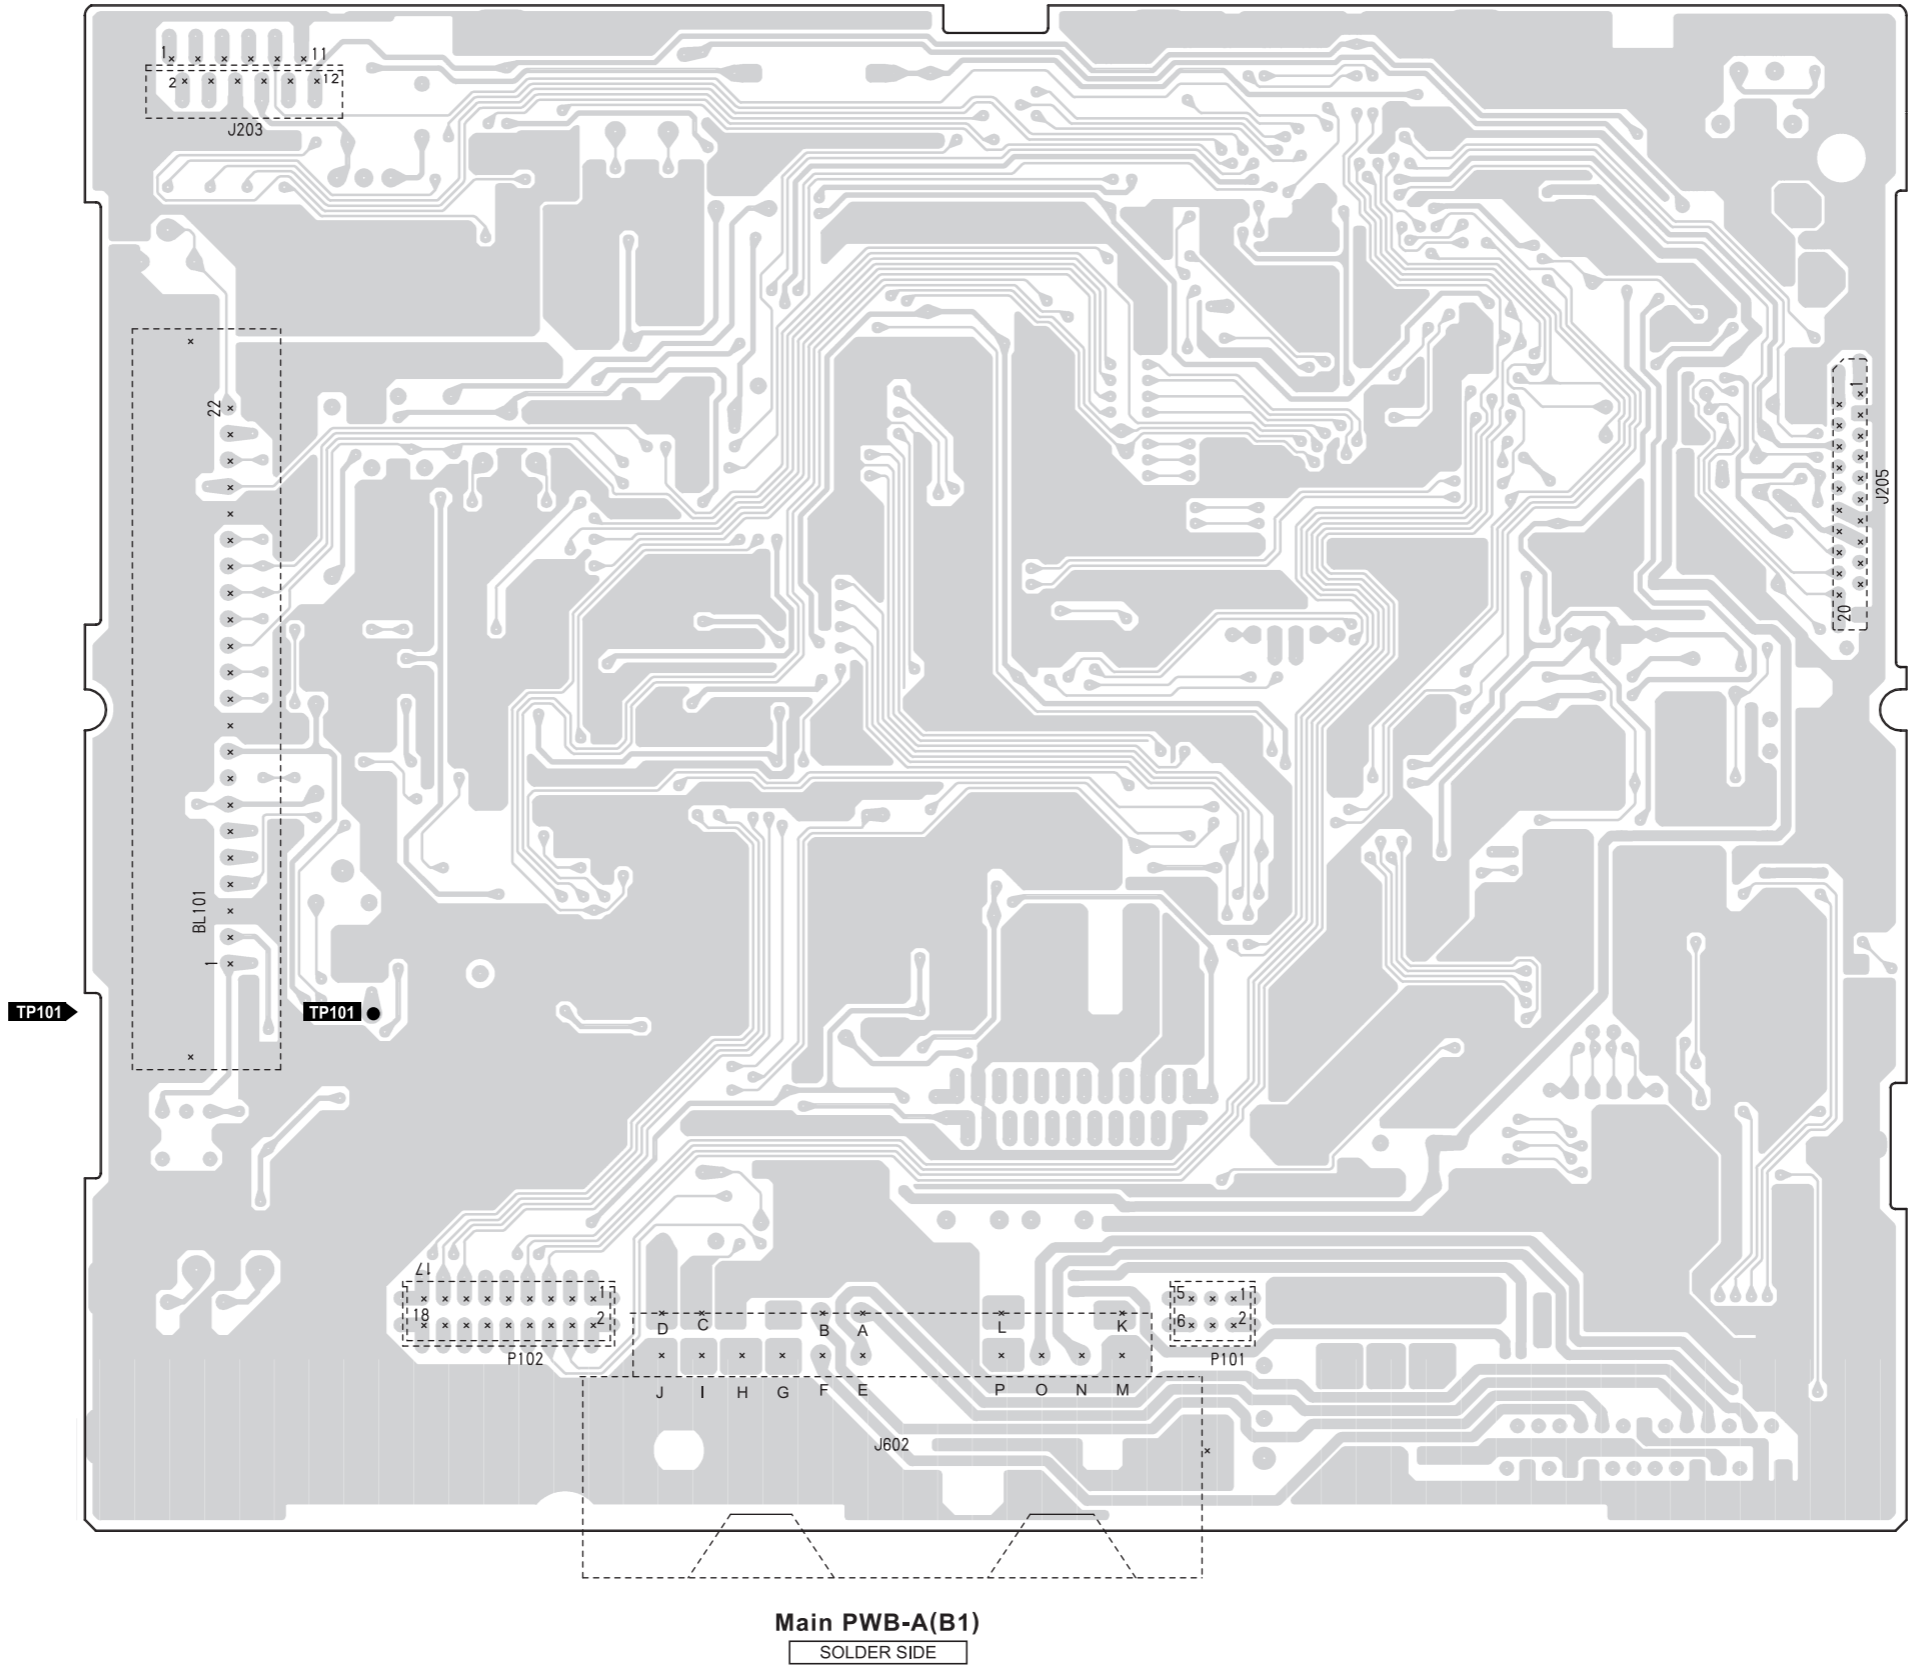 1 11
2 12
J203
22
1
J205
20
BL101
1
TP101 TP101
17
18 1
2
P102
D C B A L K
J I H G F E P O N M
5 1
6 2
P101
J602
Main PWB-A(B1)
SOLDER SIDE